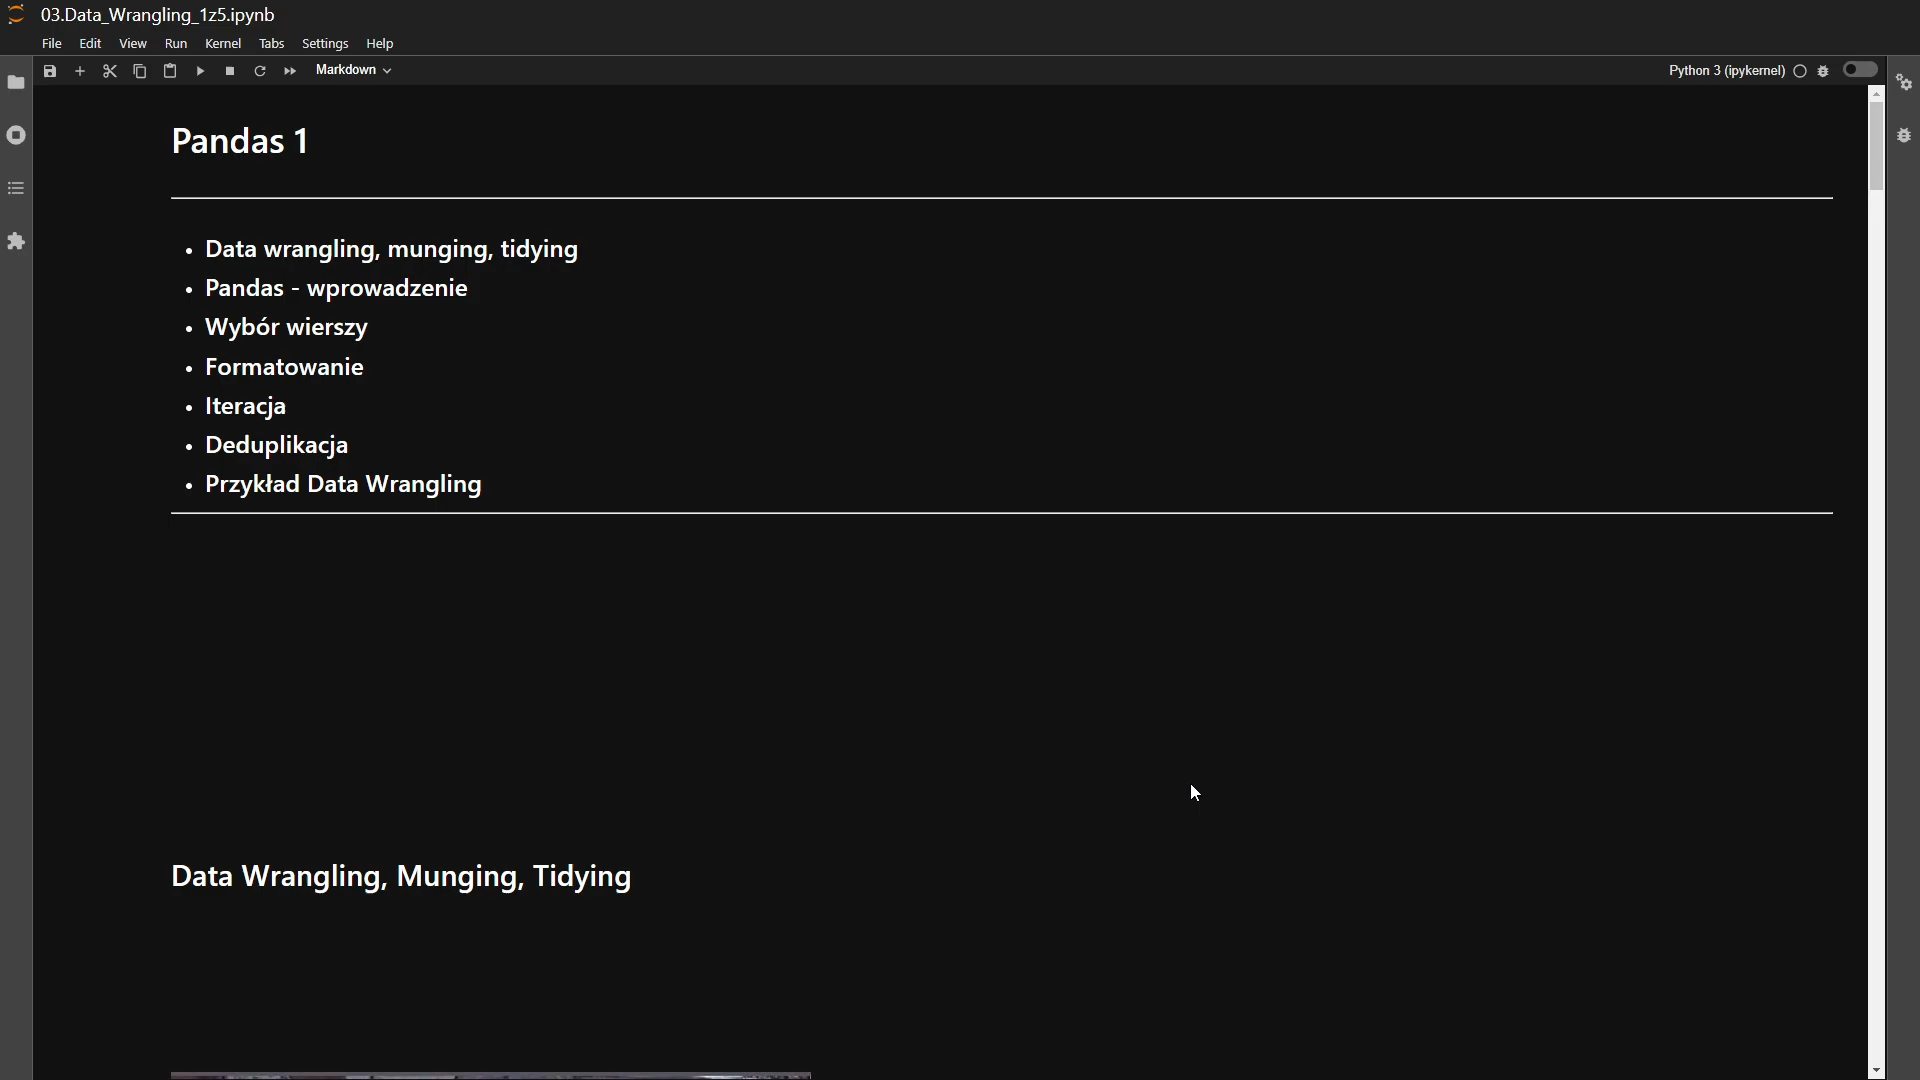 03.Data_Wrangling_1z5.ipynb
File Edit View Run Kernel Tabs Settings Help
Markdown
Python 3 (ipykernel)
Pandas 1
• Data wrangling, munging, tidying
• Pandas - wprowadzenie
• Wybór wierszy
• Formatowanie
• Iteracja
• Deduplikacja
• Przykład Data Wrangling
Data Wrangling, Munging, Tidying